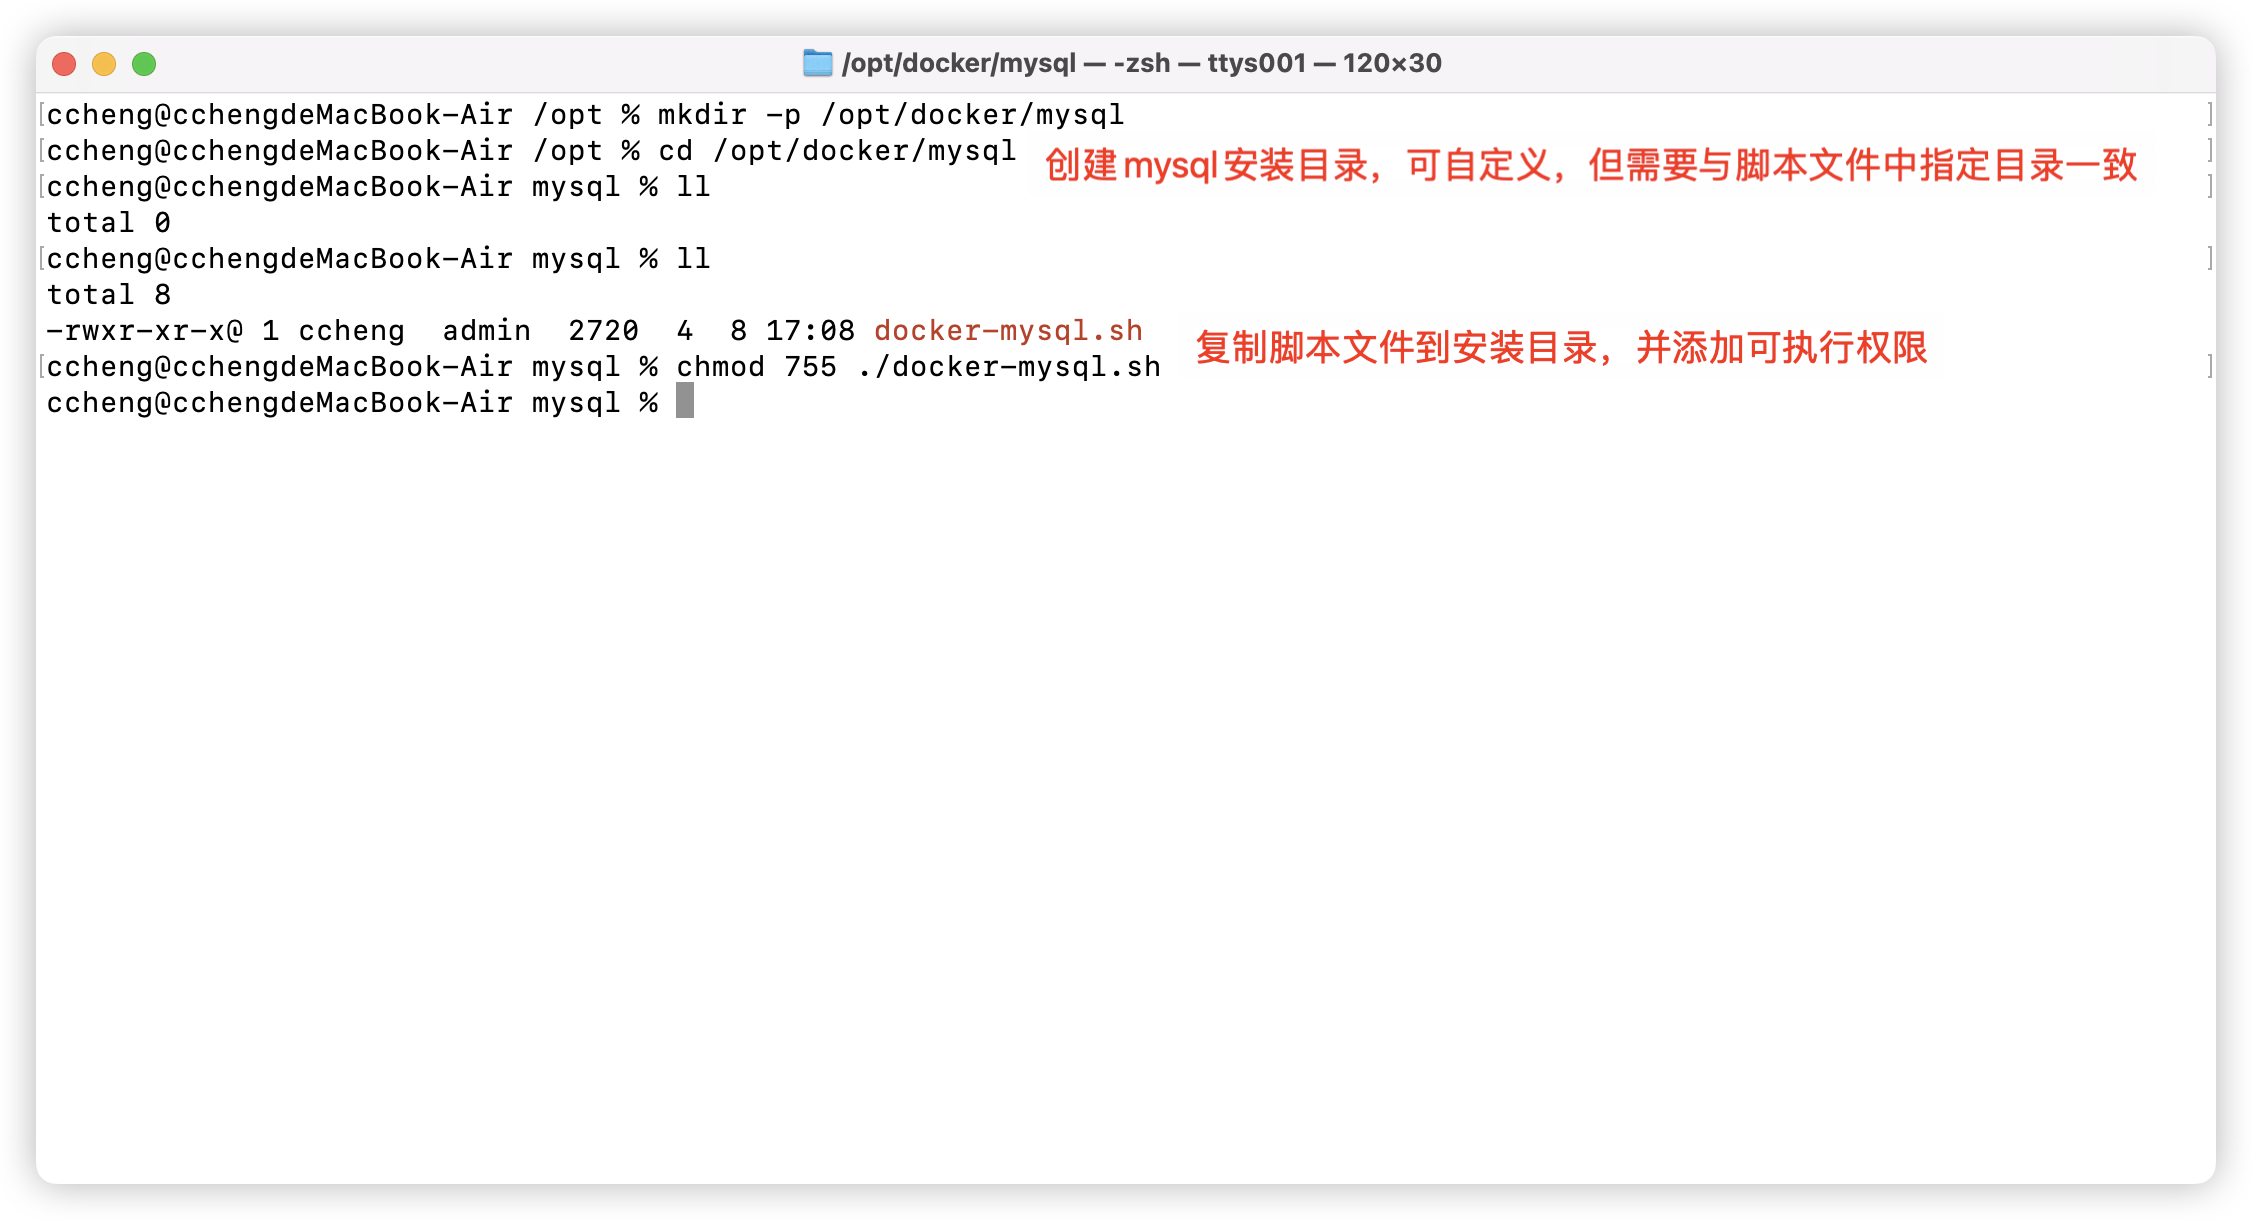 /opt/docker/mysql — -zsh — ttys001 — 120×30
[ccheng@cchengdeMacBook-Air /opt % mkdir -p /opt/docker/mysql ]
[ccheng@cchengdeMacBook-Air /opt % cd /opt/docker/mysql ]
创建mysql安装目录，可自定义，但需要与脚本文件中指定目录一致
[ccheng@cchengdeMacBook-Air mysql % ll ]
total 0
[ccheng@cchengdeMacBook-Air mysql % ll ]
total 8
-rwxr-xr-x@ 1 ccheng  admin  2720  4  8 17:08 docker-mysql.sh
复制脚本文件到安装目录，并添加可执行权限
[ccheng@cchengdeMacBook-Air mysql % chmod 755 ./docker-mysql.sh ]
ccheng@cchengdeMacBook-Air mysql %